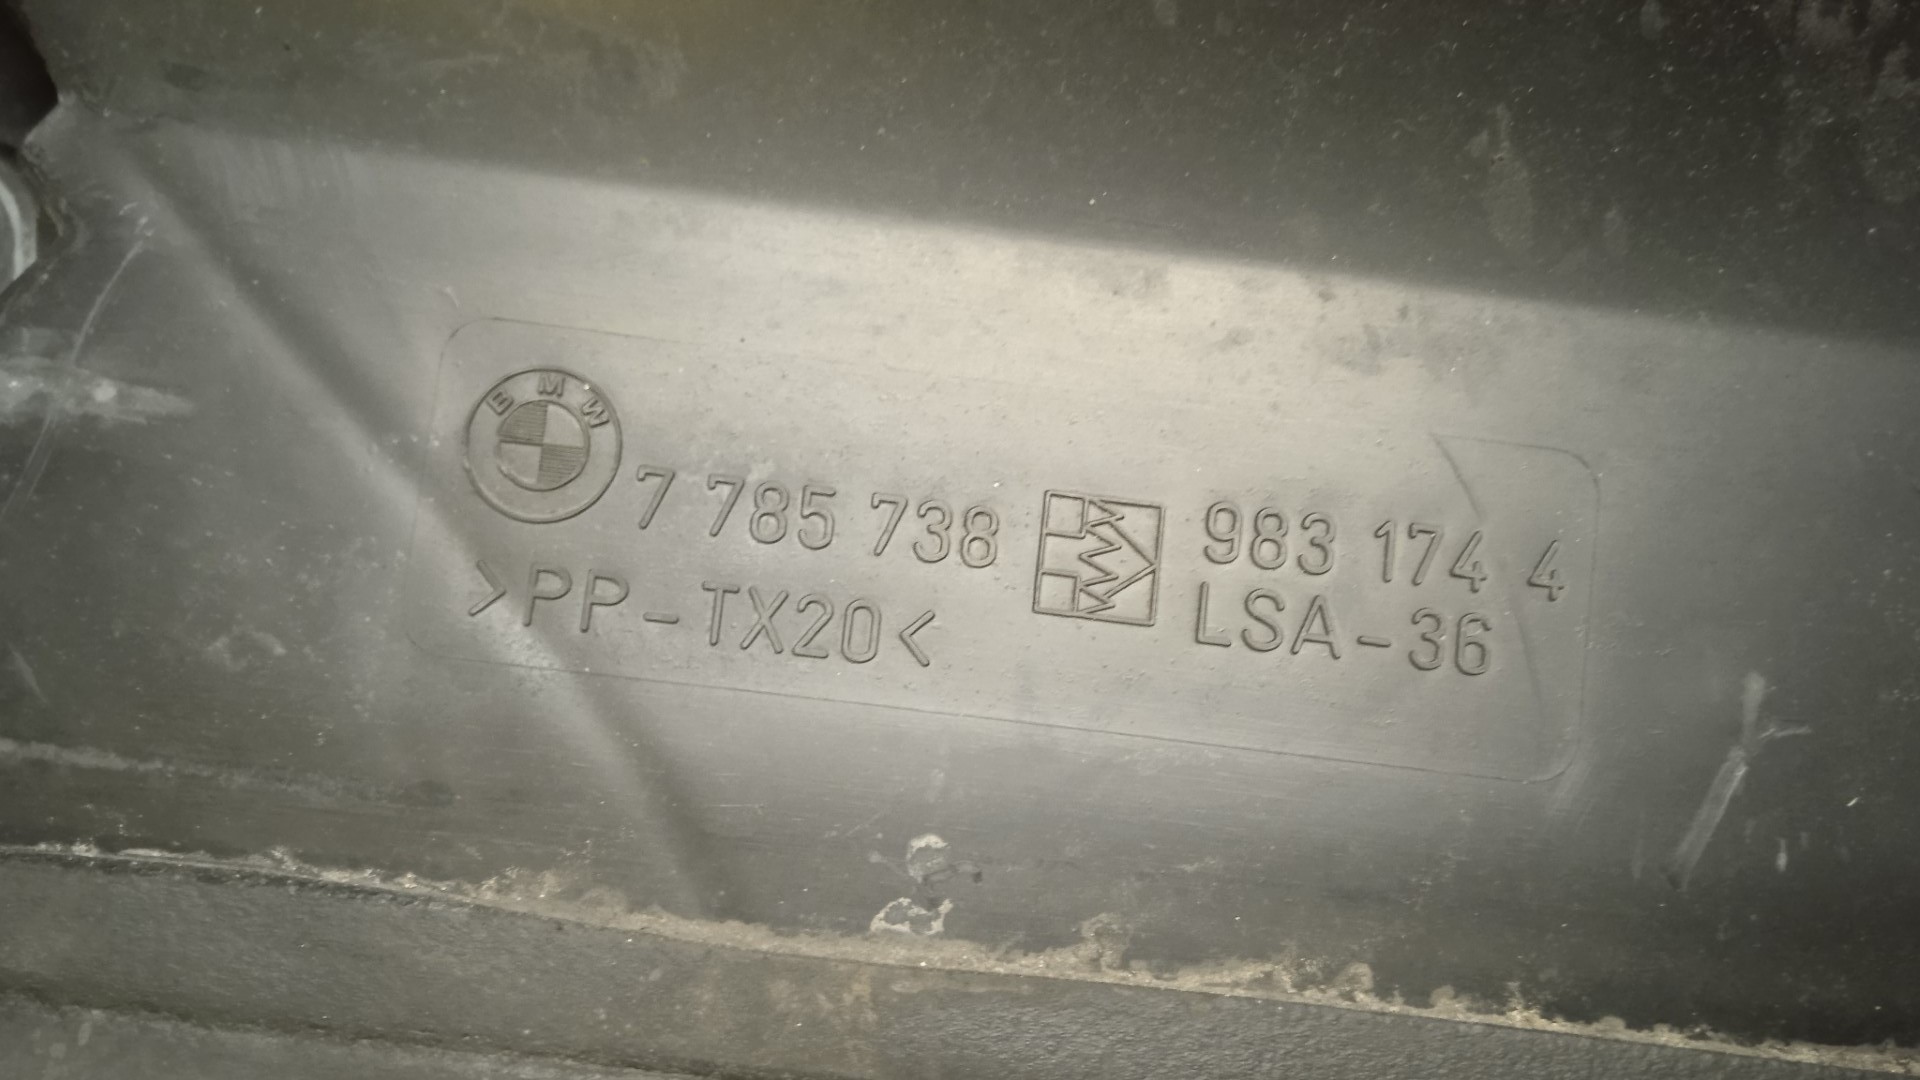 BMW 7 785 738 983 174 4
>PP-TX20< LSA-36